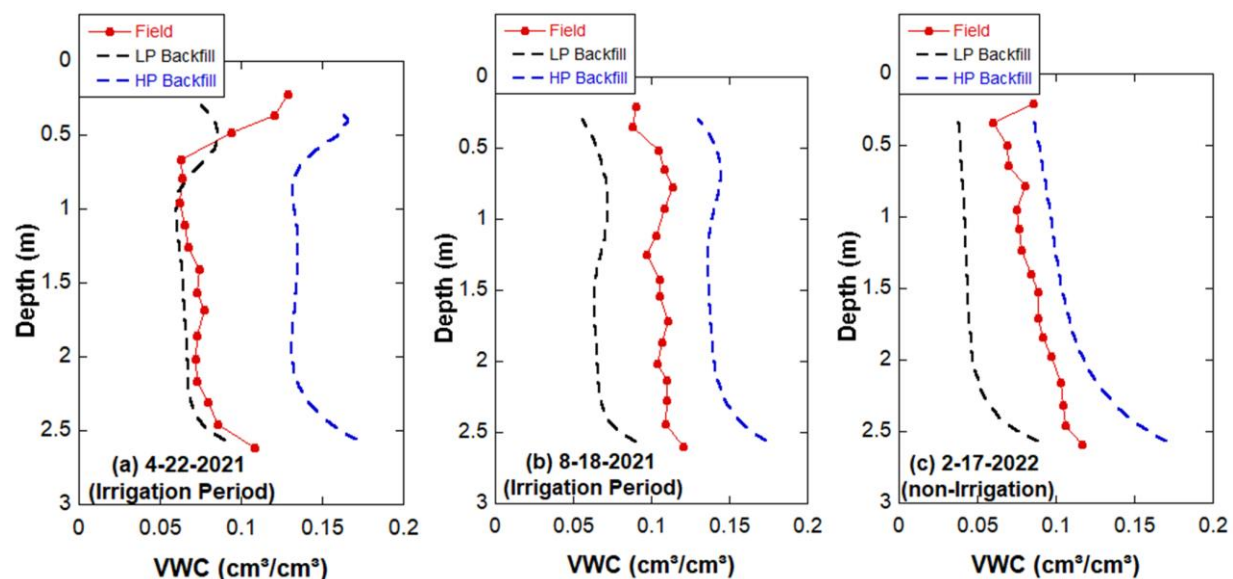 Field
LP Backfill
HP Backfill
0
0.5
1
1.5
2
2.5
3
Depth (m)
(a) 4-22-2021
(Irrigation Period)
0
0.05
0.1
0.15
0.2
VWC (cm³/cm³)
Field
LP Backfill
HP Backfill
0
0.5
1
1.5
2
2.5
3
Depth (m)
(b) 8-18-2021
(Irrigation Period)
0
0.05
0.1
0.15
0.2
VWC (cm³/cm³)
Field
LP Backfill
HP Backfill
0
0.5
1
1.5
2
2.5
3
Depth (m)
(c) 2-17-2022
(non-Irrigation)
0
0.05
0.1
0.15
0.2
VWC (cm³/cm³)